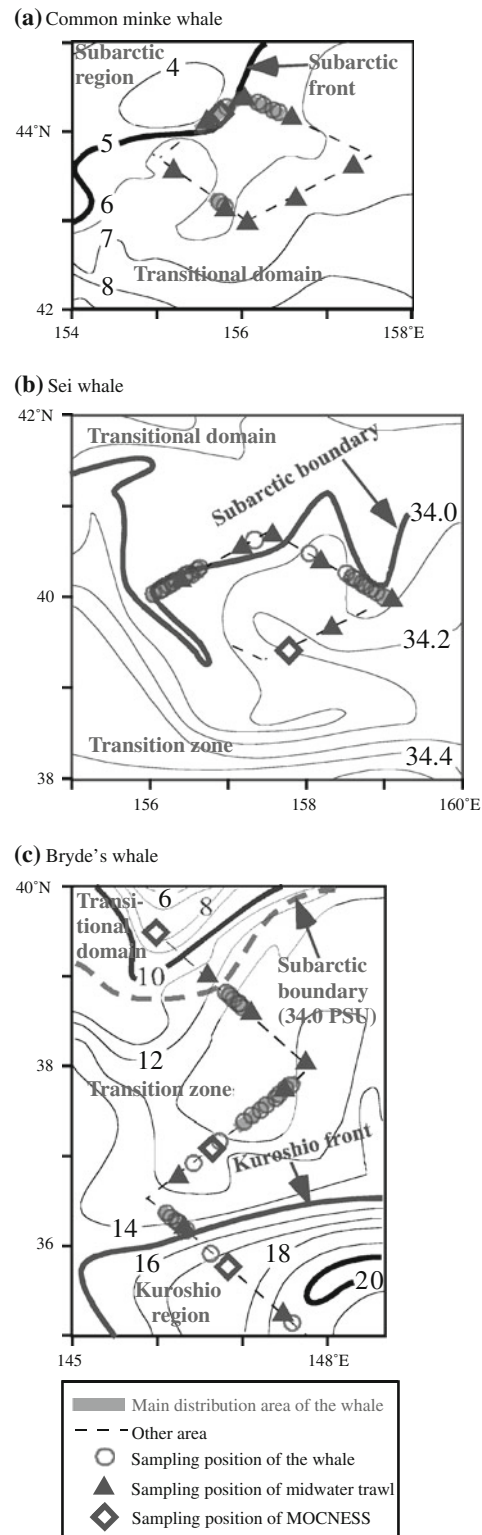 (a) Common minke whale
Subarctic
region
4
Subarctic
front
44°N
5
6
7
8
Transitional domain
42
154
156
158°E
(b) Sei whale
42°N
Transitional domain
Subarctic boundary
34.0
40
34.2
Transition zone
34.4
38
156
158
160°E
(c) Bryde's whale
40°N
Transi-
tional
domain
6
8
10
Subarctic
boundary
(34.0 PSU)
38
12
Transition zone
Kuroshio front
14
36
16
18
20
Kuroshio
region
145
148°E
Main distribution area of the whale
Other area
Sampling position of the whale
Sampling position of midwater trawl
Sampling position of MOCNESS